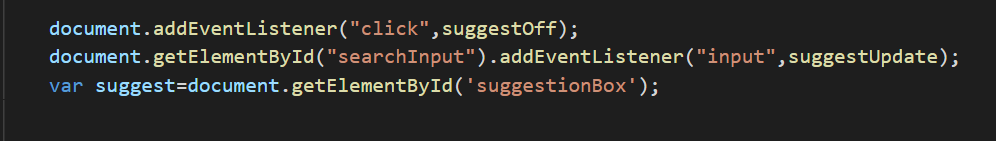 document.addEventListener("click",suggestOff);
document.getElementById("searchInput").addEventListener("input",suggestUpdate);
var suggest=document.getElementById('suggestionBox');